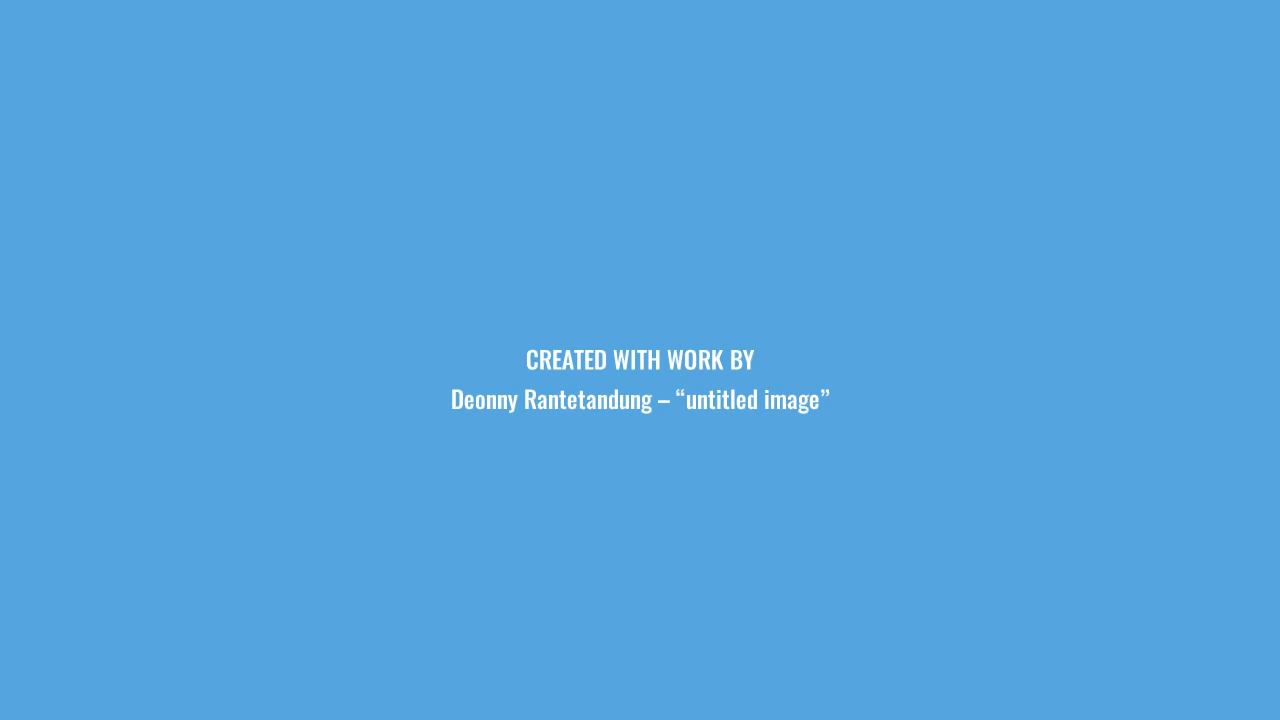 CREATED WITH WORK BY
Deonny Rantetandung – “untitled image”